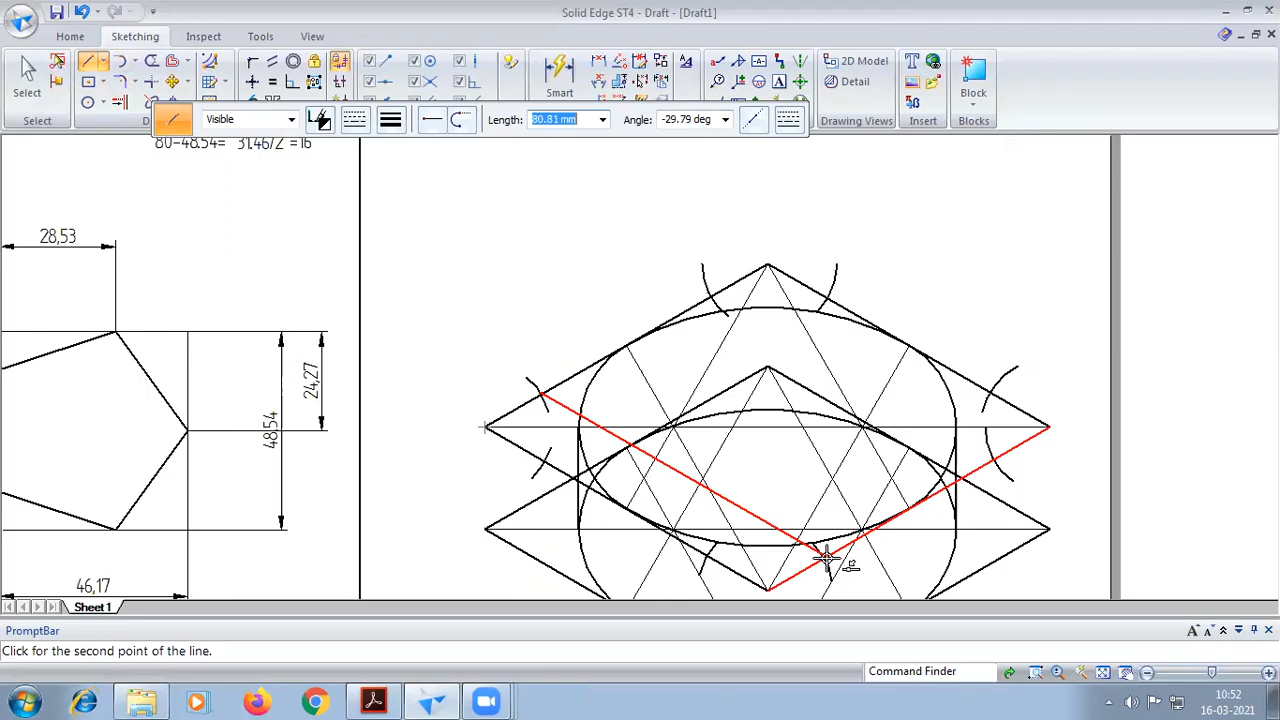 Solid Edge ST4 - Draft - [Draft1]
Home Sketching Inspect Tools View
Select
Smart
2D Model
Detail
Block
Select
Drawing Views Insert Blocks
Visible
Length: 80.81 mm
Angle: -29.79 deg
80-48.54= 31.46/2 =16
28,53
24,27
48,54
46,17
Sheet 1
PromptBar
A A
Click for the second point of the line.
Command Finder
10:52
16-03-2021